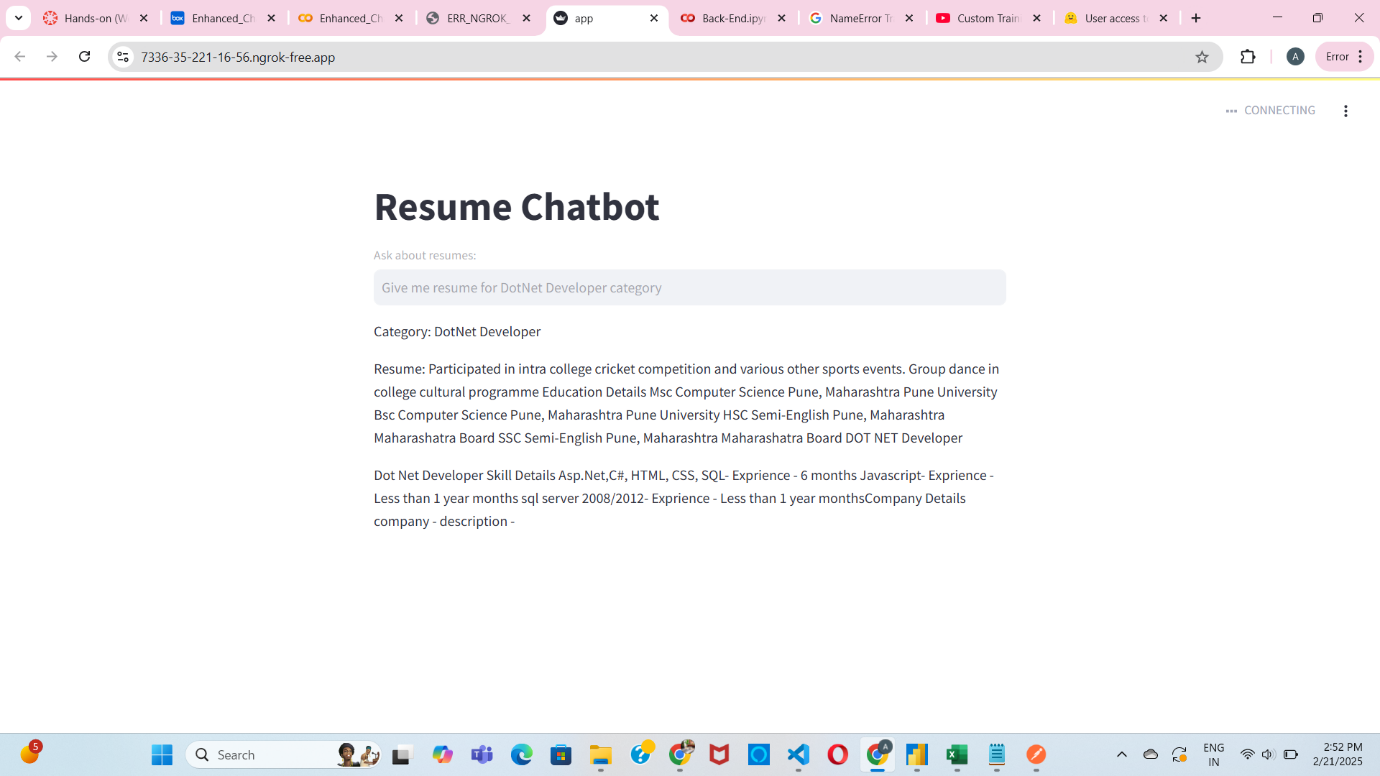 Hands-on (Wa
Enhanced_Ch
Enhanced_Ch
ERR_NGROK_
app
Back-End.ipyn
NameError Tr
Custom Traini
User access to
7336-35-221-16-56.ngrok-free.app
A
Error
CONNECTING
Resume Chatbot
Ask about resumes:
Give me resume for DotNet Developer category
Category: DotNet Developer
Resume: Participated in intra college cricket competition and various other sports events. Group dance in
college cultural programme Education Details Msc Computer Science Pune, Maharashtra Pune University
Bsc Computer Science Pune, Maharashtra Pune University HSC Semi-English Pune, Maharashtra
Maharashatra Board SSC Semi-English Pune, Maharashtra Maharashatra Board DOT NET Developer
Dot Net Developer Skill Details Asp.Net,C#, HTML, CSS, SQL- Exprience - 6 months Javascript- Exprience -
Less than 1 year months sql server 2008/2012- Exprience - Less than 1 year monthsCompany Details
company - description -
5
Search
ENG
IN
2:52 PM
2/21/2025